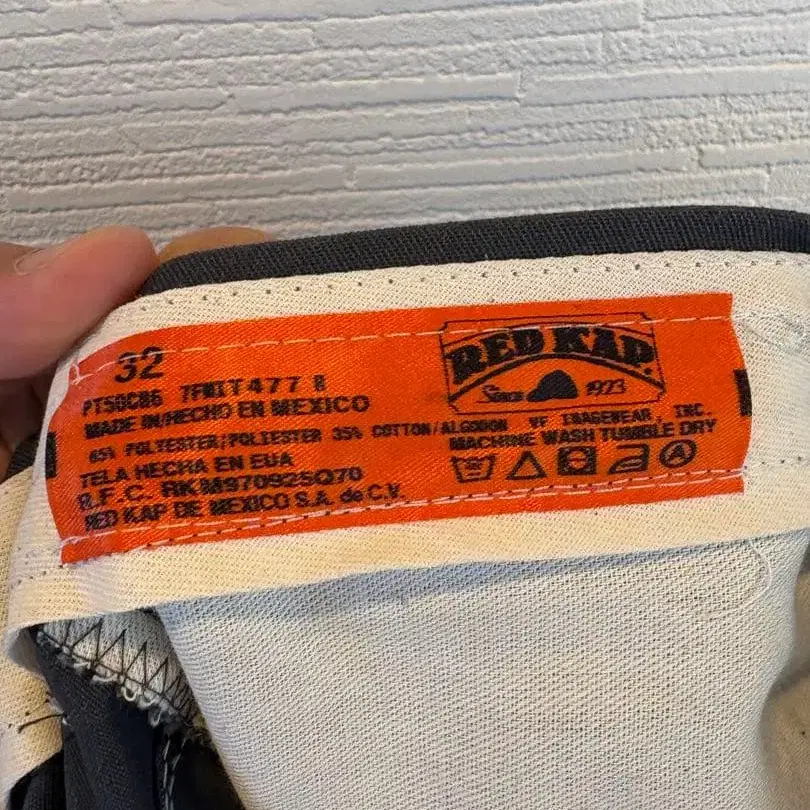 32
PT50CH6 7FMIT477 R
MADE IN/HECHO EN MEXICO
65% POLYESTER/POLIESTER 35% COTTON/ALGODON VF IMAGEWEAR, INC.
TELA HECHA EN EUA
R.F.C. RKM970925Q70
RED KAP DE MEXICO S.A. de C.V.
RED KAP
SINCE 1923
MACHINE WASH TUMBLE DRY
A